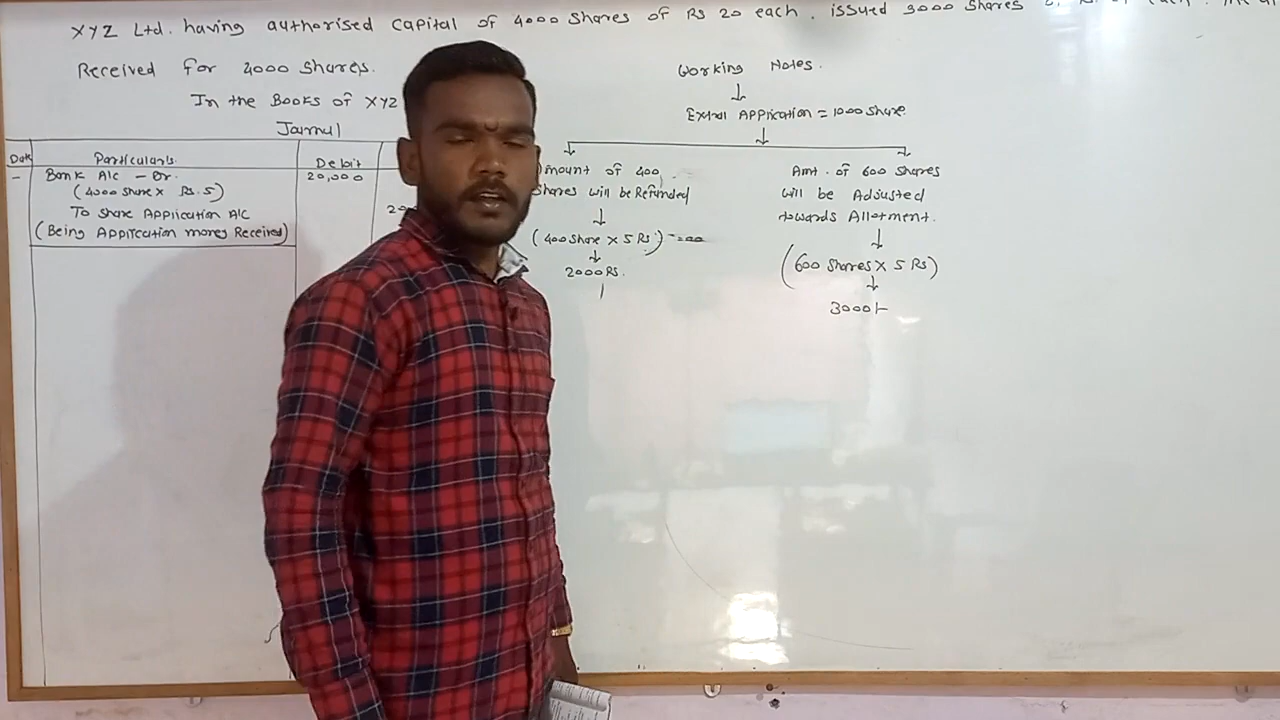 XYZ Ltd. having authorised capital of 4000 Shares of Rs 20 each. issued 3000 Shares
Received for 4000 Shares.
In the Books of XYZ
Journal
Date Particulars Debit
- Bank A/c - Dr. 20,000
(4000 Share x Rs. 5)
To Share Application A/c
(Being Application money Received)
Working Notes.
Extra Application = 1000 Share.
mount of 400
Shares will be Refunded
(400 Share x 5 Rs)
2000 Rs.
Amt. of 600 Shares
will be Adjusted
towards Allotment.
(600 Shares x 5 Rs)
3000/-